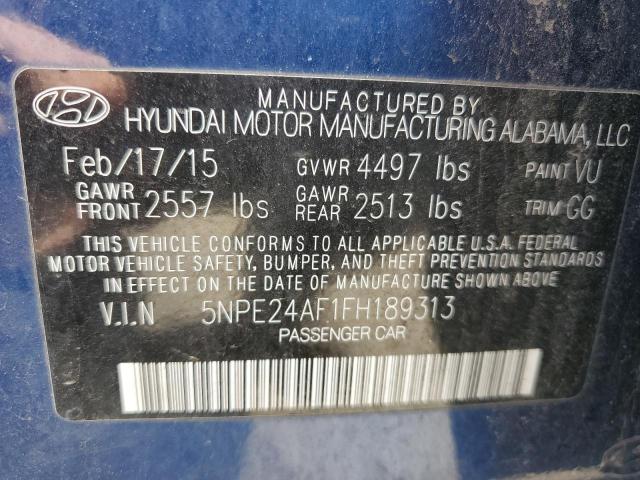 MANUFACTURED BY
HYUNDAI MOTOR MANUFACTURING ALABAMA, LLC
Feb/17/15 GVWR 4497 lbs PAINT VU
GAWR FRONT 2557 lbs GAWR REAR 2513 lbs TRIM GG
THIS VEHICLE CONFORMS TO ALL APPLICABLE U.S.A. FEDERAL
MOTOR VEHICLE SAFETY, BUMPER, AND THEFT PREVENTION STANDARDS
IN EFFECT ON THE DATE OF MANUFACTURE SHOWN ABOVE
V.I.N 5NPE24AF1FH189313
PASSENGER CAR